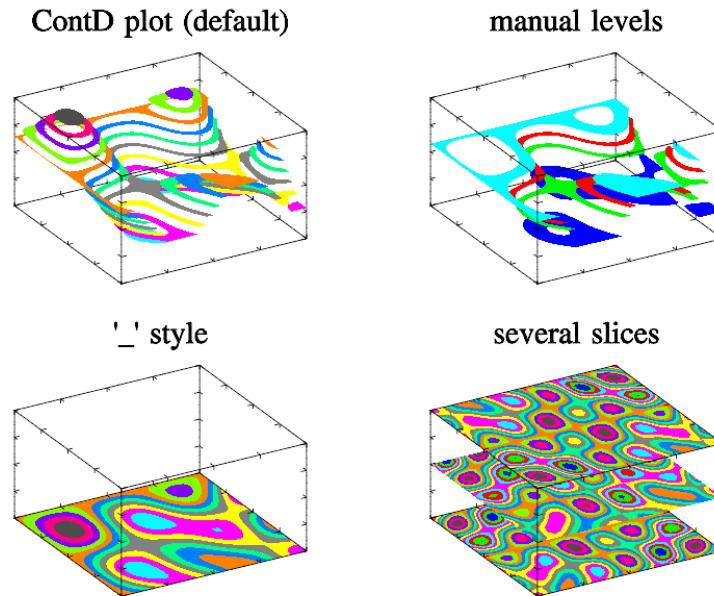 ContD plot (default)
manual levels
'_' style
several slices